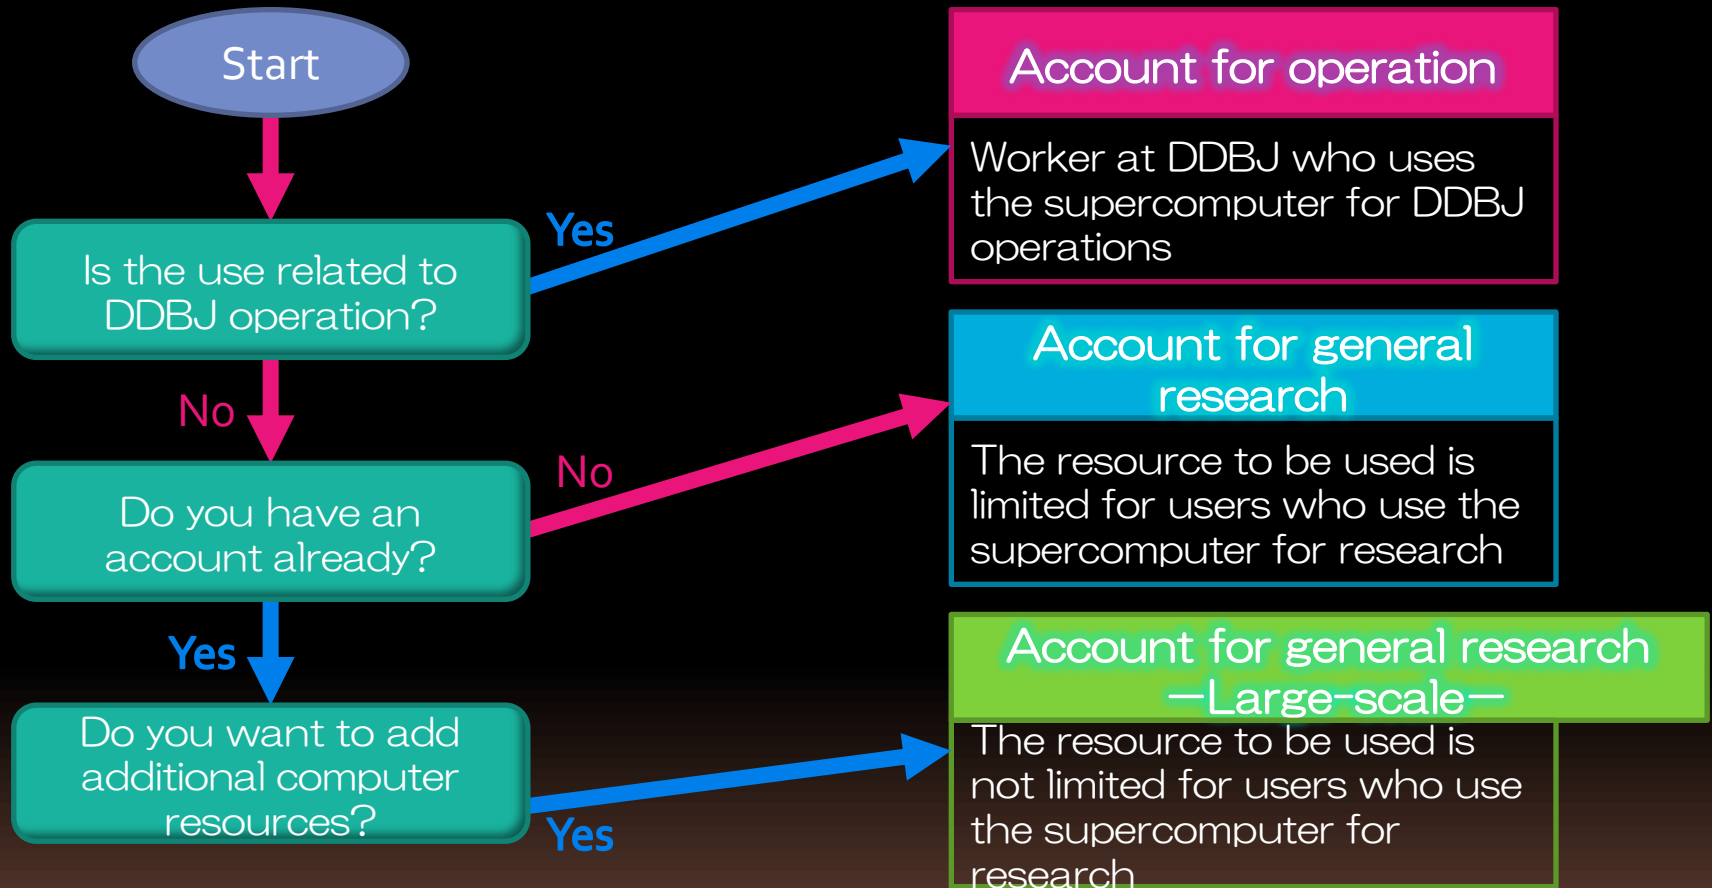 Start
Is the use related to
DDBJ operation?
Yes
No
Do you have an
account already?
No
Yes
Do you want to add
additional computer
resources?
Yes
Account for operation
Worker at DDBJ who uses
the supercomputer for DDBJ
operations
Account for general
research
The resource to be used is
limited for users who use the
supercomputer for research
Account for general research
—Large-scale—
The resource to be used is
not limited for users who use
the supercomputer for
research